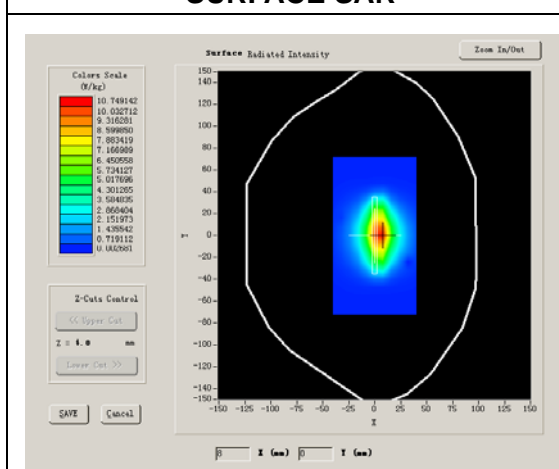 SURFACE SAR
Surface Radiated Intensity
Zoom In/Out
Colors Scale
(W/kg)
10.749142
10.032712
9.316281
8.599850
7.883419
7.166989
6.450558
5.734127
5.017696
4.301265
3.584835
2.868404
2.151973
1.435542
0.719112
0.002681
150
140
120
100
80
60
40
20
0
-20
-40
-60
-80
-100
-120
-140
-150
Y
-150 -125 -100 -75 -50 -25 0 25 50 75 100 125 150
X
Z-Cuts Control
<< Upper Cut
Z = 4.0 mm
Lower Cut >>
SAVE Cancel
8 X (mm) 0 Y (mm)